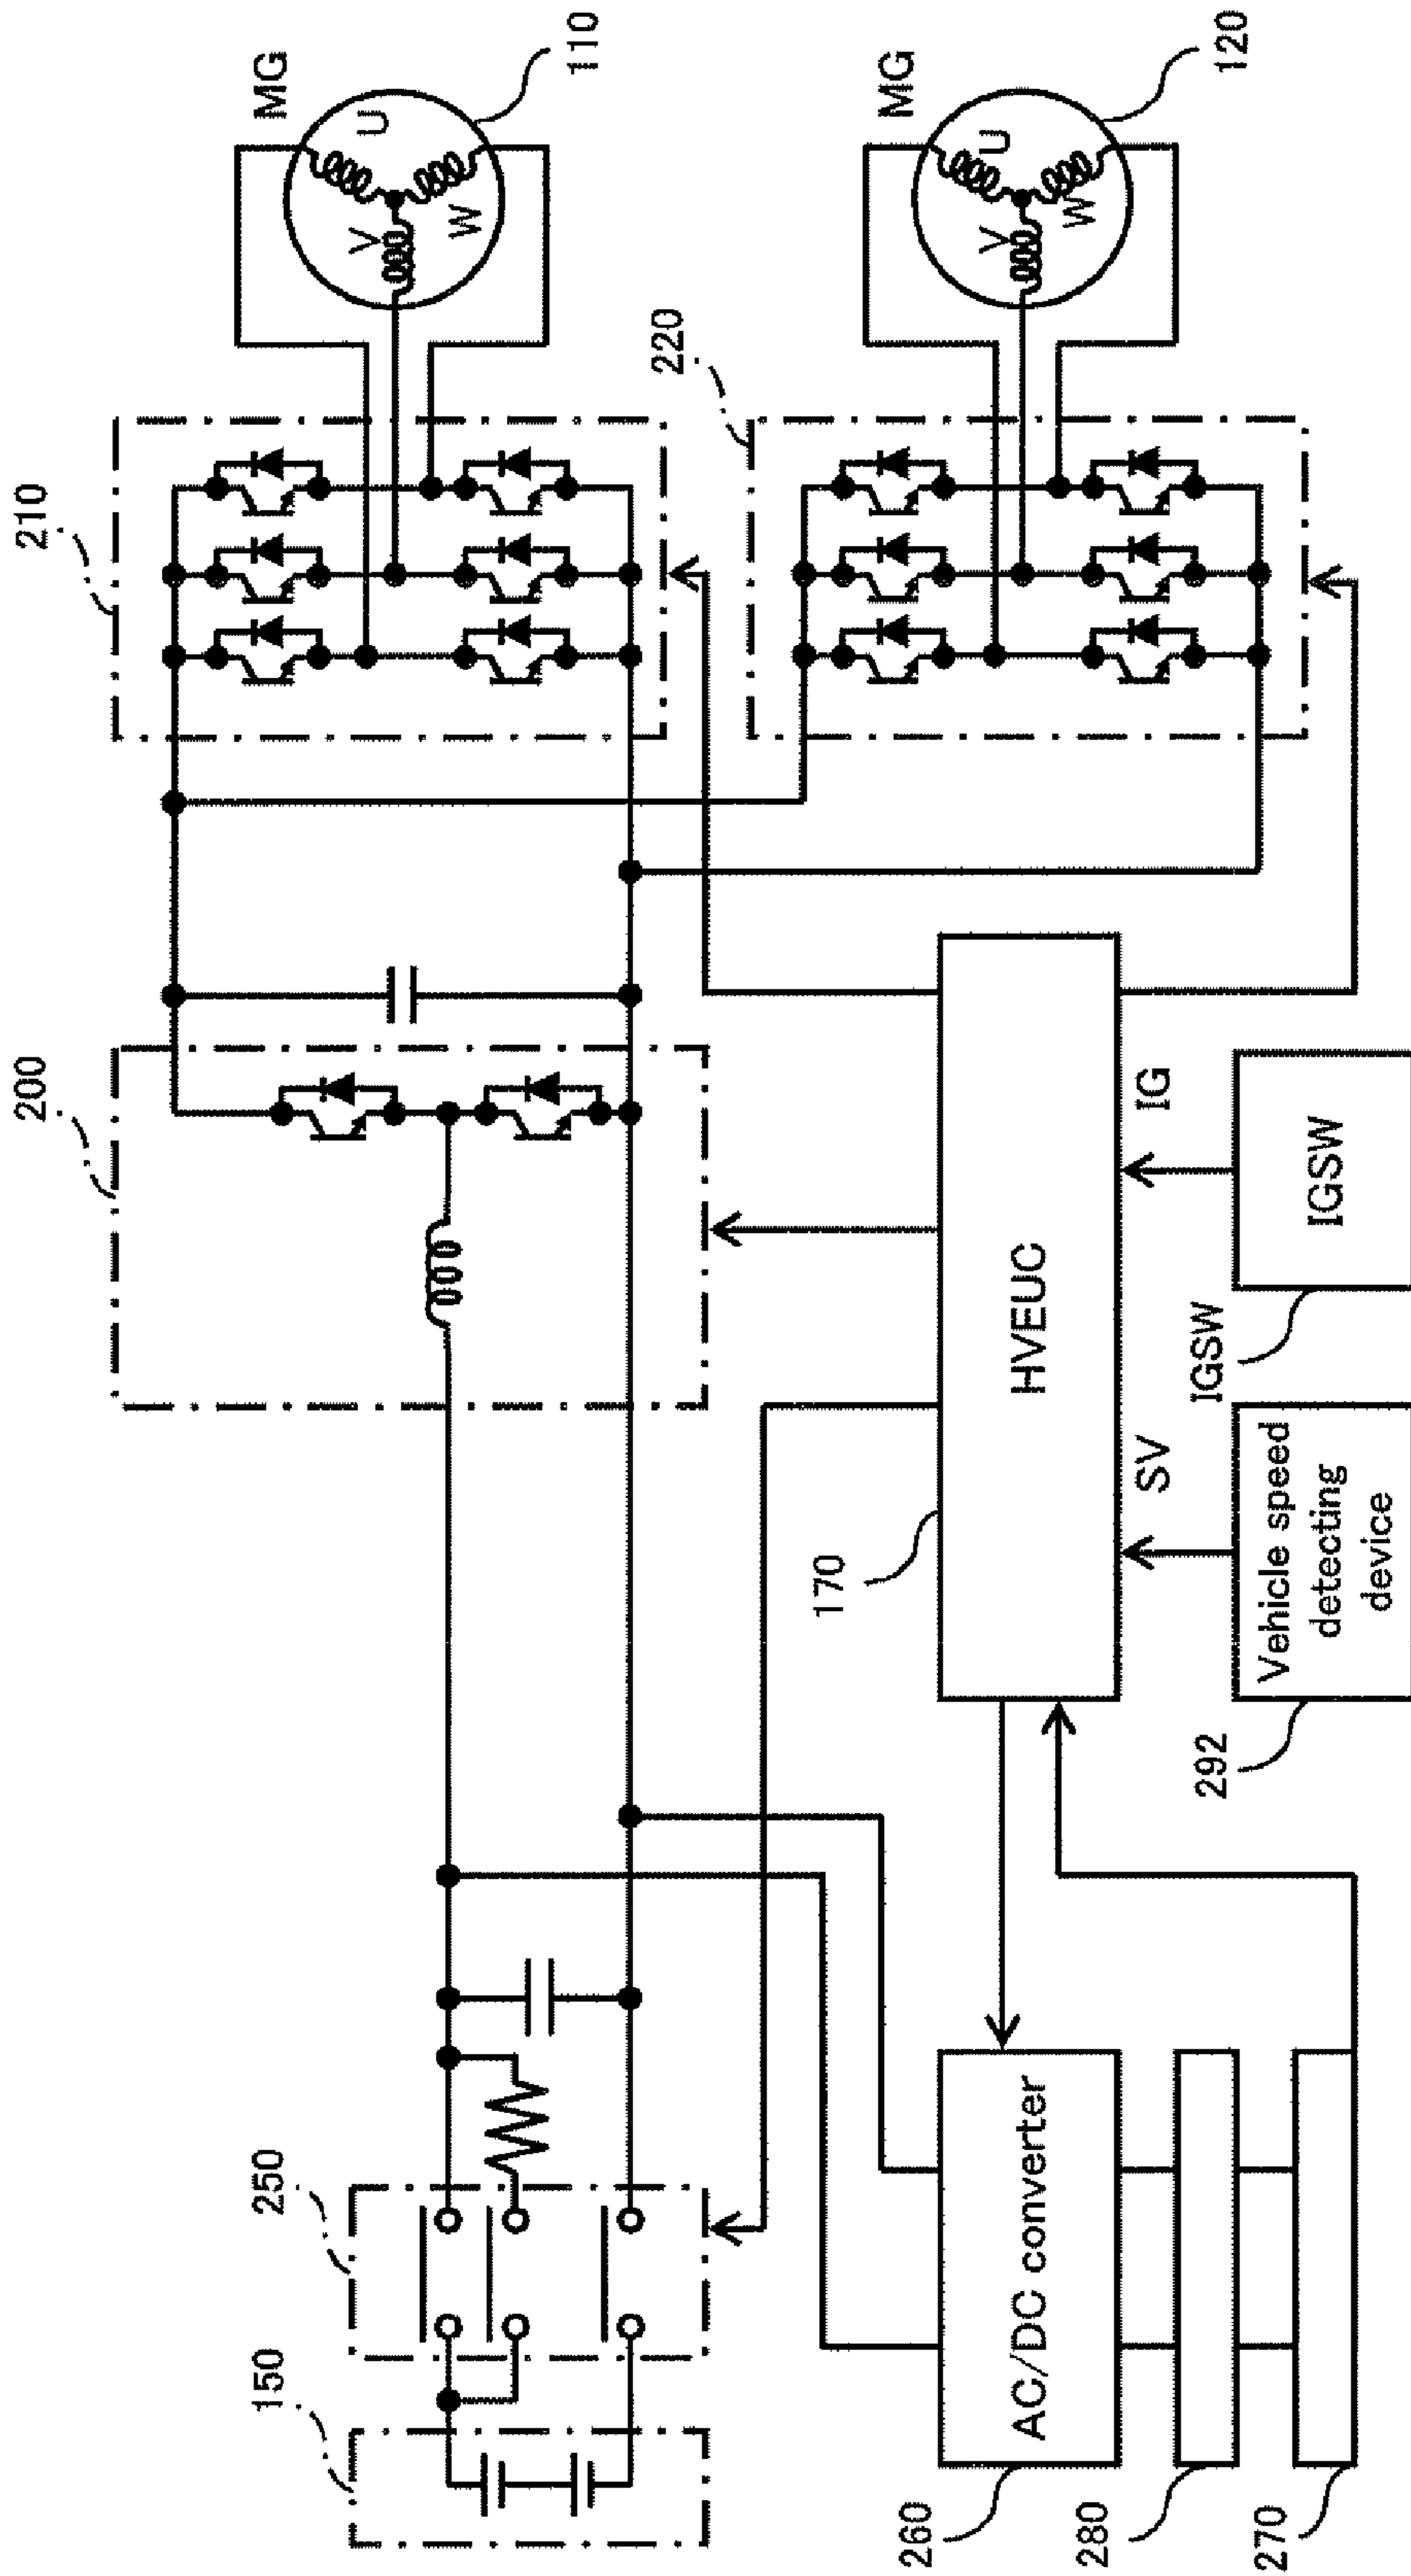 150
250
200
210
MG
U
V
W
110
220
MG
U
V
W
120
170
HVEUC
SV
IG
AC/DC converter
260
280
270
292
Vehicle speed
detecting
device
IGSW
IGSW